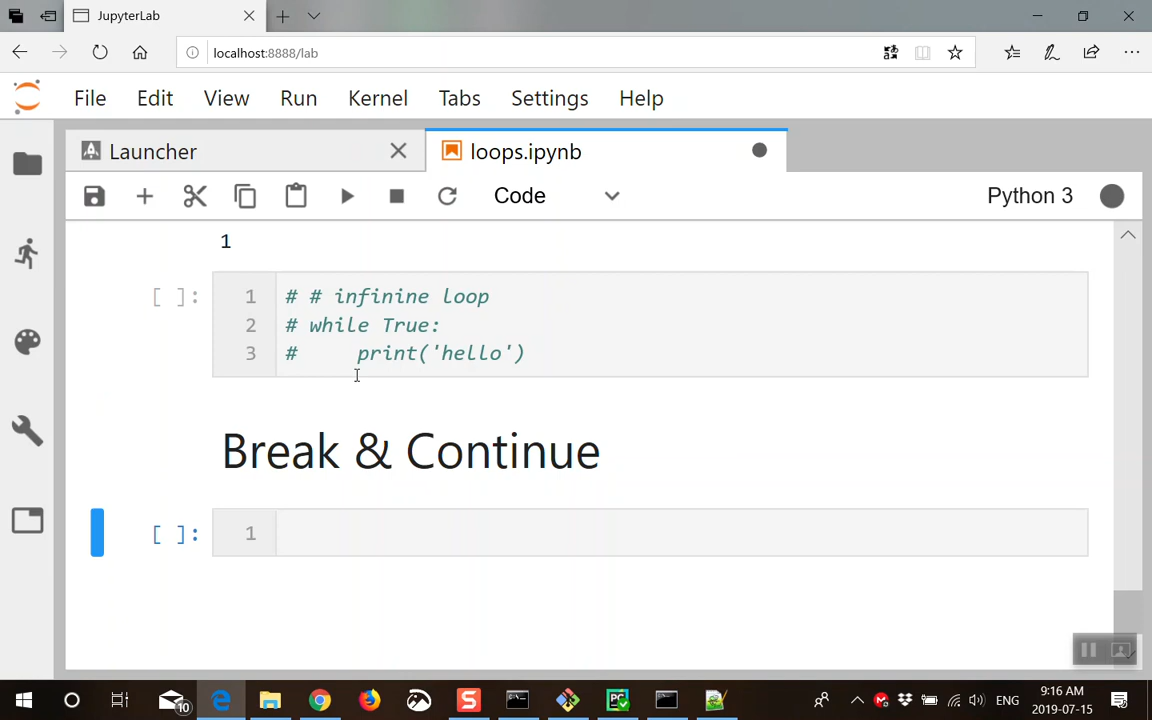 JupyterLab
localhost:8888/lab
File Edit View Run Kernel Tabs Settings Help
Launcher loops.ipynb
Code Python 3
1
[ ]: 1 # # infinine loop
2 # while True:
3 #     print('hello')
Break & Continue
[ ]: 1
10 S PC ENG 9:16 AM
2019-07-15